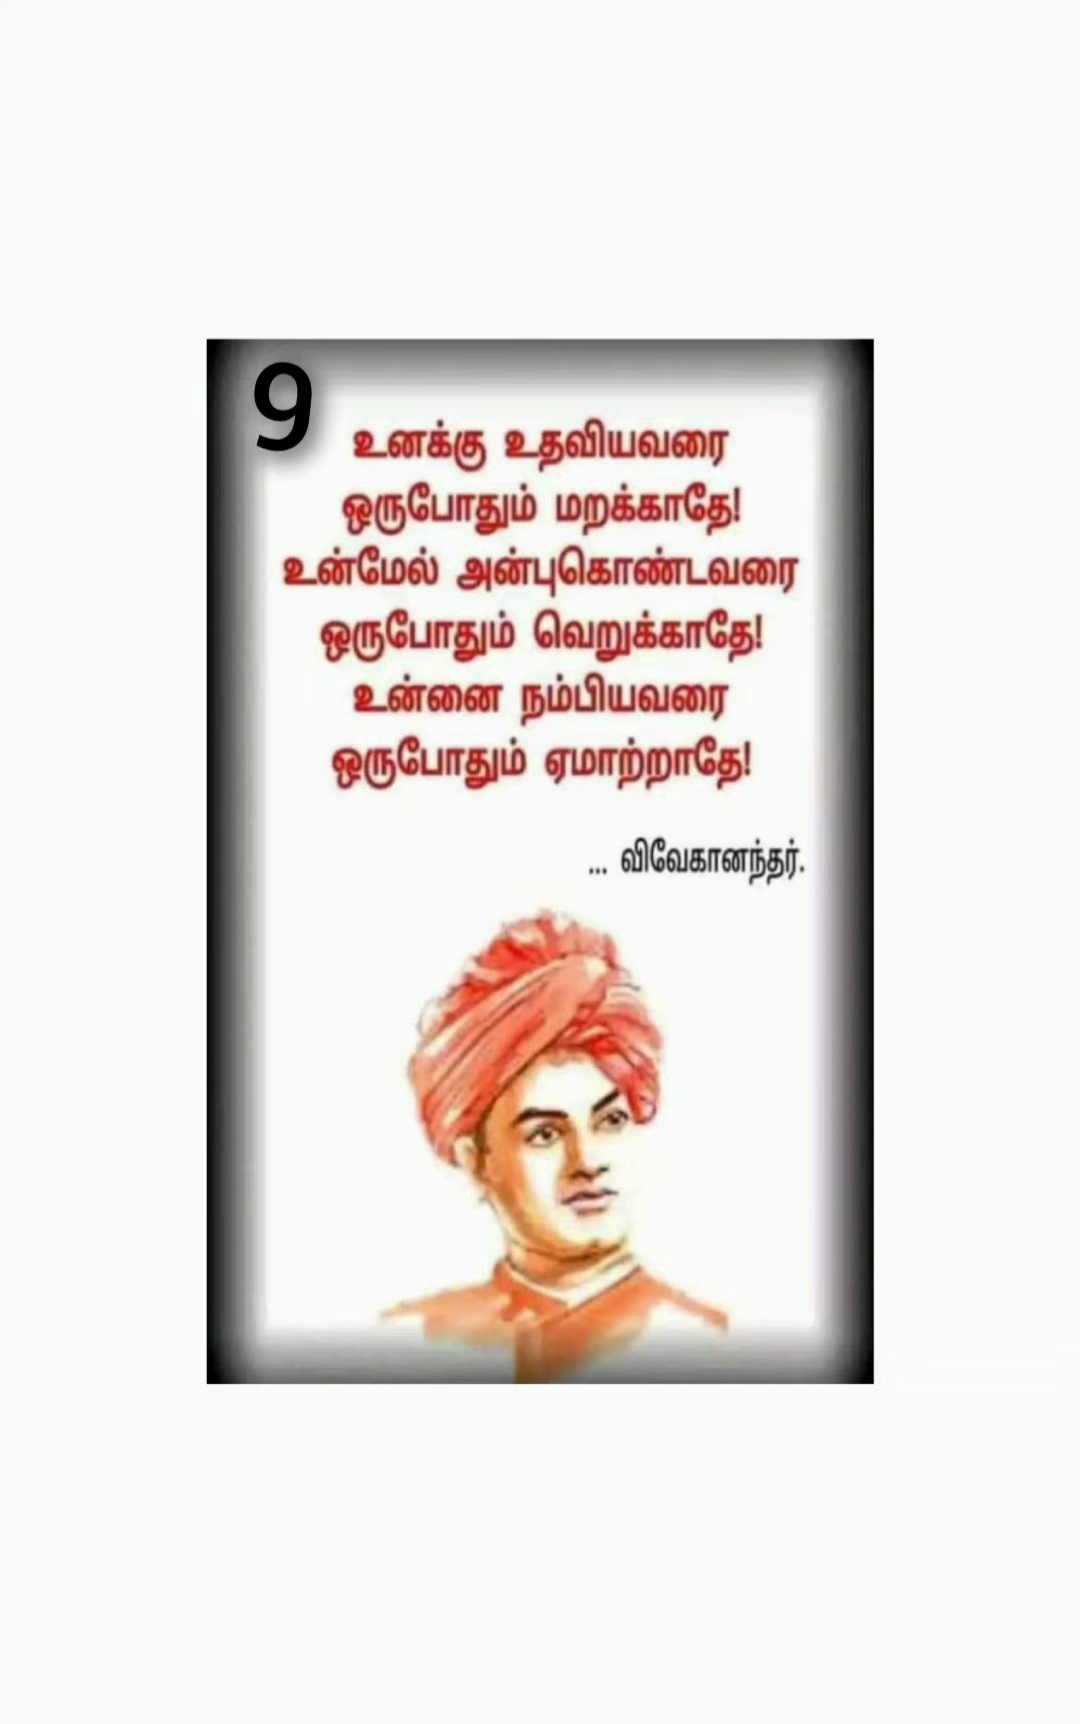 9
உனக்கு உதவியவரை
ஒருபோதும் மறக்காதே!
உன்மேல் அன்புகொண்டவரை
ஒருபோதும் வெறுக்காதே!
உன்னை நம்பியவரை
ஒருபோதும் ஏமாற்றாதே!
... விவேகானந்தர்.